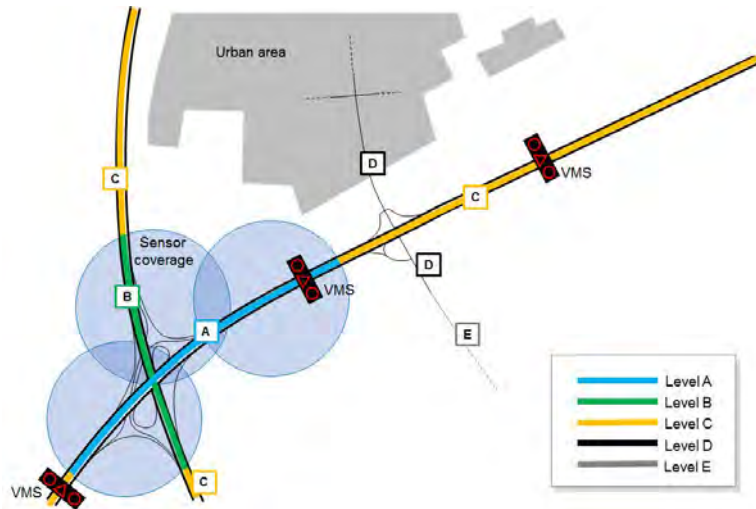 Urban area
D
C
VMS
C
Sensor
coverage
D
VMS
B
A
E
Level A
Level B
Level C
Level D
Level E
C
VMS